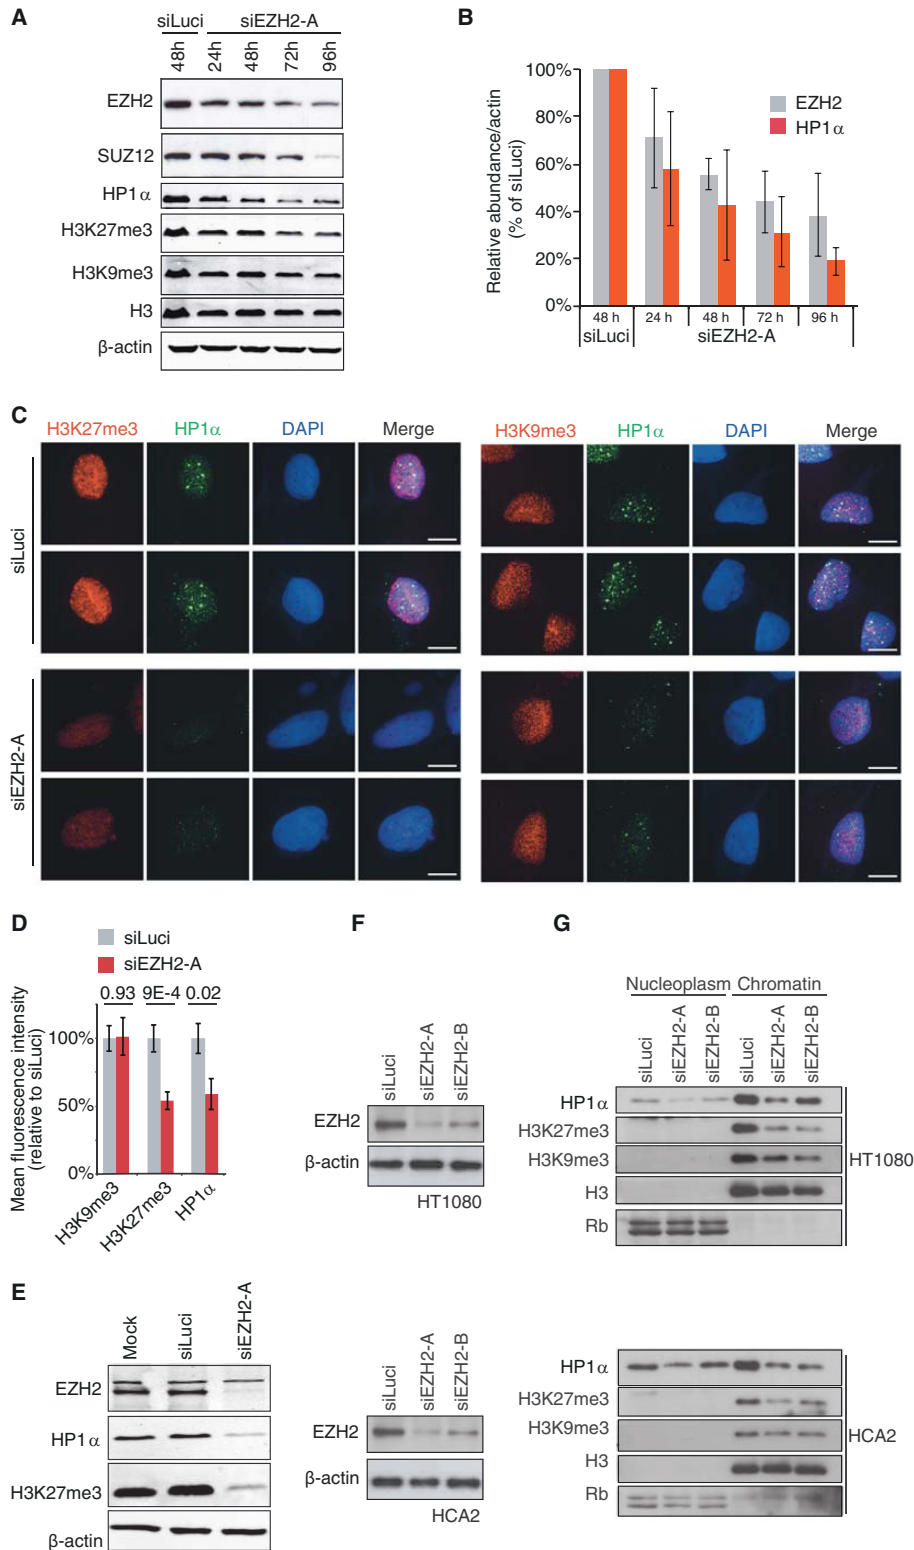 A
siLuci
siEZH2-A
48h
24h
48h
72h
96h
EZH2
SUZ12
HP1α
H3K27me3
H3K9me3
H3
β-actin
B
Relative abundance/actin
(% of siLuci)
100%
80%
60%
40%
20%
0%
EZH2
HP1α
48 h
24 h
48 h
72 h
96 h
siLuci
siEZH2-A
C
H3K27me3
HP1α
DAPI
Merge
H3K9me3
HP1α
DAPI
Merge
siLuci
siEZH2-A
D
siLuci
siEZH2-A
0.93
9E-4
0.02
Mean fluorescence intensity
(relative to siLuci)
100%
50%
0%
H3K9me3
H3K27me3
HP1α
E
Mock
siLuci
siEZH2-A
EZH2
HP1α
H3K27me3
β-actin
F
siLuci
siEZH2-A
siEZH2-B
EZH2
β-actin
HT1080
siLuci
siEZH2-A
siEZH2-B
EZH2
β-actin
HCA2
G
Nucleoplasm
Chromatin
siLuci
siEZH2-A
siEZH2-B
siLuci
siEZH2-A
siEZH2-B
HP1α
H3K27me3
H3K9me3
H3
Rb
HT1080
HP1α
H3K27me3
H3K9me3
H3
Rb
HCA2